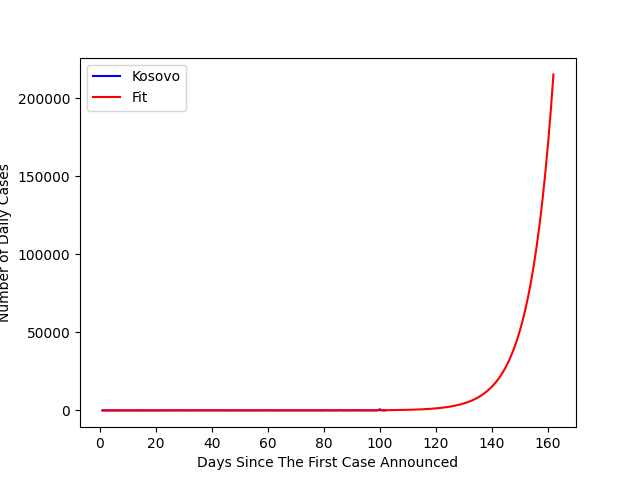 Kosovo
Fit
200000
150000
100000
50000
0
0 20 40 60 80 100 120 140 160
Days Since The First Case Announced
Number of Daily Cases